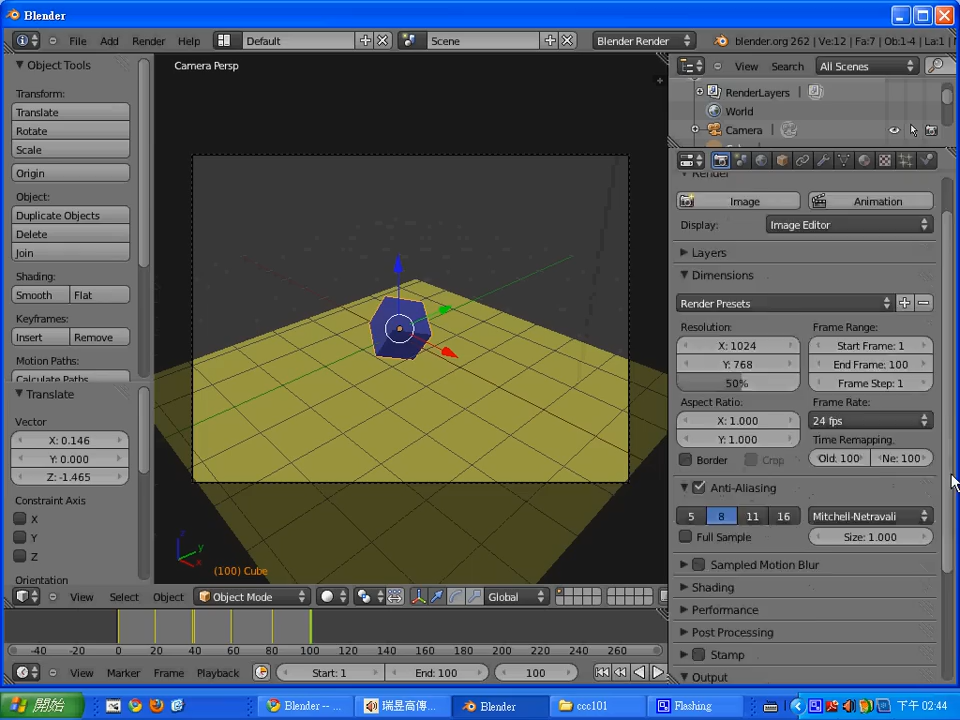 Blender
File Add Render Help Default Scene Blender Render blender.org 262 | Ve:12 | Fa:7 | Ob:1-4 | La:1 |
Object Tools
Transform:
Translate
Rotate
Scale
Origin
Object:
Duplicate Objects
Delete
Join
Shading:
Smooth Flat
Keyframes:
Insert Remove
Motion Paths:
Calculate Paths
Translate
Vector
X: 0.146
Y: 0.000
Z: -1.465
Constraint Axis
X
Y
Z
Orientation
Camera Persp
(100) Cube
View Select Object Object Mode Global
-40 -20 0 20 40 60 80 100 120 140 160 180 200 220 240 260
View Marker Frame Playback Start: 1 End: 100 100
View Search All Scenes
RenderLayers |
World
Camera |
Render
Image Animation
Display: Image Editor
Layers
Dimensions
Render Presets
Resolution: Frame Range:
X: 1024 Start Frame: 1
Y: 768 End Frame: 100
50% Frame Step: 1
Aspect Ratio: Frame Rate:
X: 1.000 24 fps
Y: 1.000 Time Remapping:
Border Crop Old: 100 Ne: 100
Anti-Aliasing
5 8 11 16 Mitchell-Netravali
Full Sample Size: 1.000
Sampled Motion Blur
Shading
Performance
Post Processing
Stamp
Output
開始 Blender -- ... 瑞昱高傳... Blender ccc101 Flashing 下午 02:44